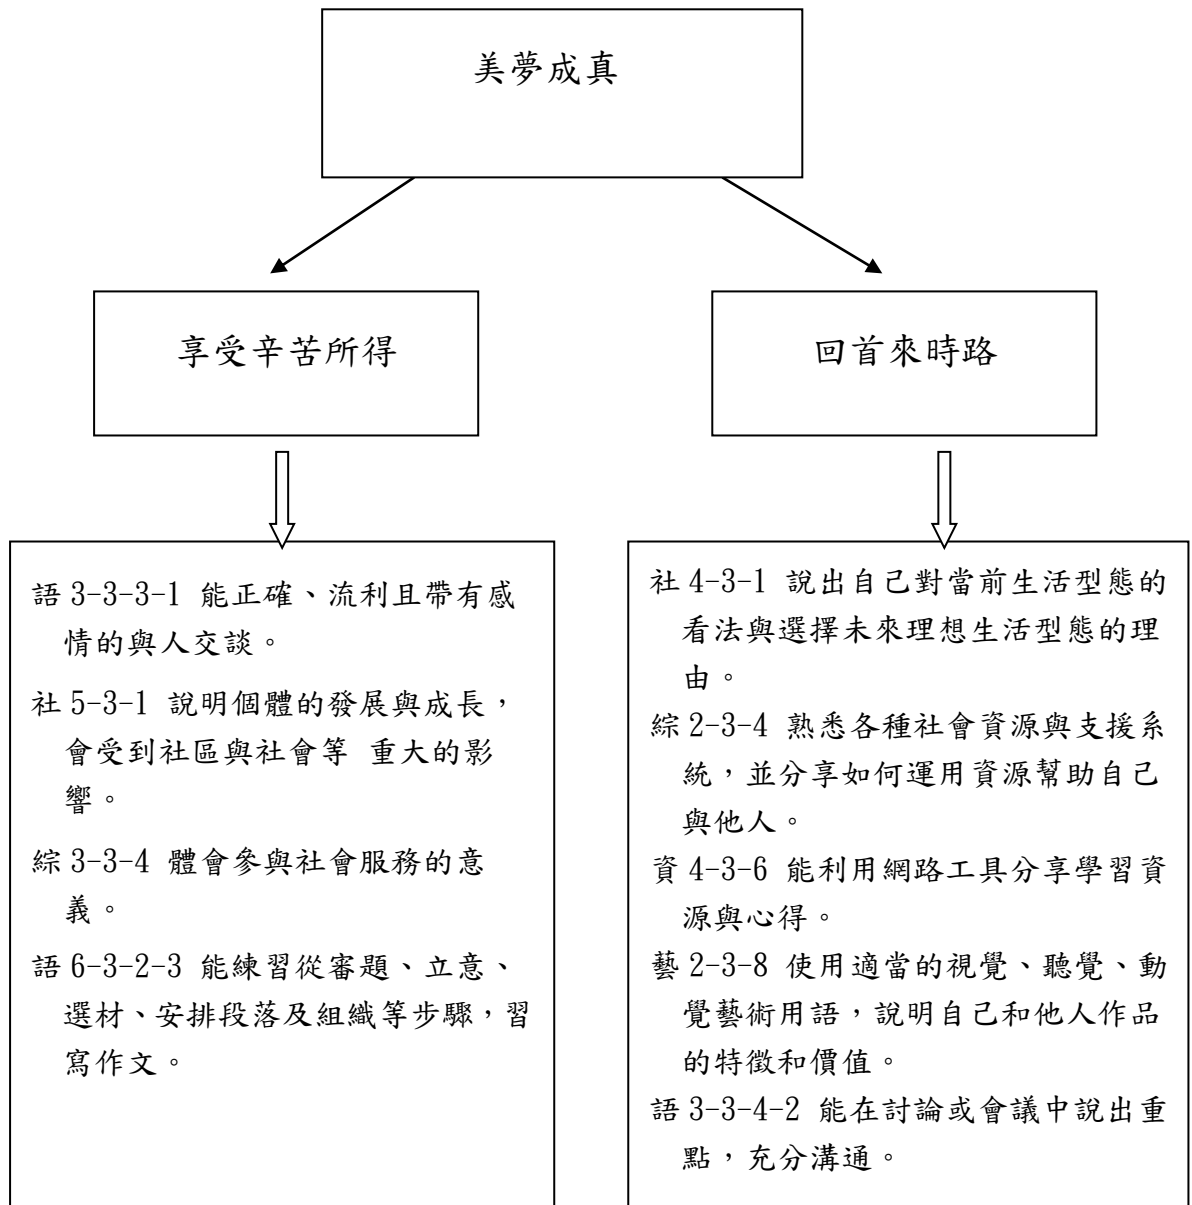 美夢成真
享受辛苦所得
回首來時路
語 3-3-3-1 能正確、流利且帶有感
情的與人交談。
社 5-3-1 說明個體的發展與成長，
會受到社區與社會等 重大的影
響。
綜 3-3-4 體會參與社會服務的意
義。
語 6-3-2-3 能練習從審題、立意、
選材、安排段落及組織等步驟，習
寫作文。
社 4-3-1 說出自己對當前生活型態的
看法與選擇未來理想生活型態的理
由。
綜 2-3-4 熟悉各種社會資源與支援系
統，並分享如何運用資源幫助自己
與他人。
資 4-3-6 能利用網路工具分享學習資
源與心得。
藝 2-3-8 使用適當的視覺、聽覺、動
覺藝術用語，說明自己和他人作品
的特徵和價值。
語 3-3-4-2 能在討論或會議中說出重
點，充分溝通。